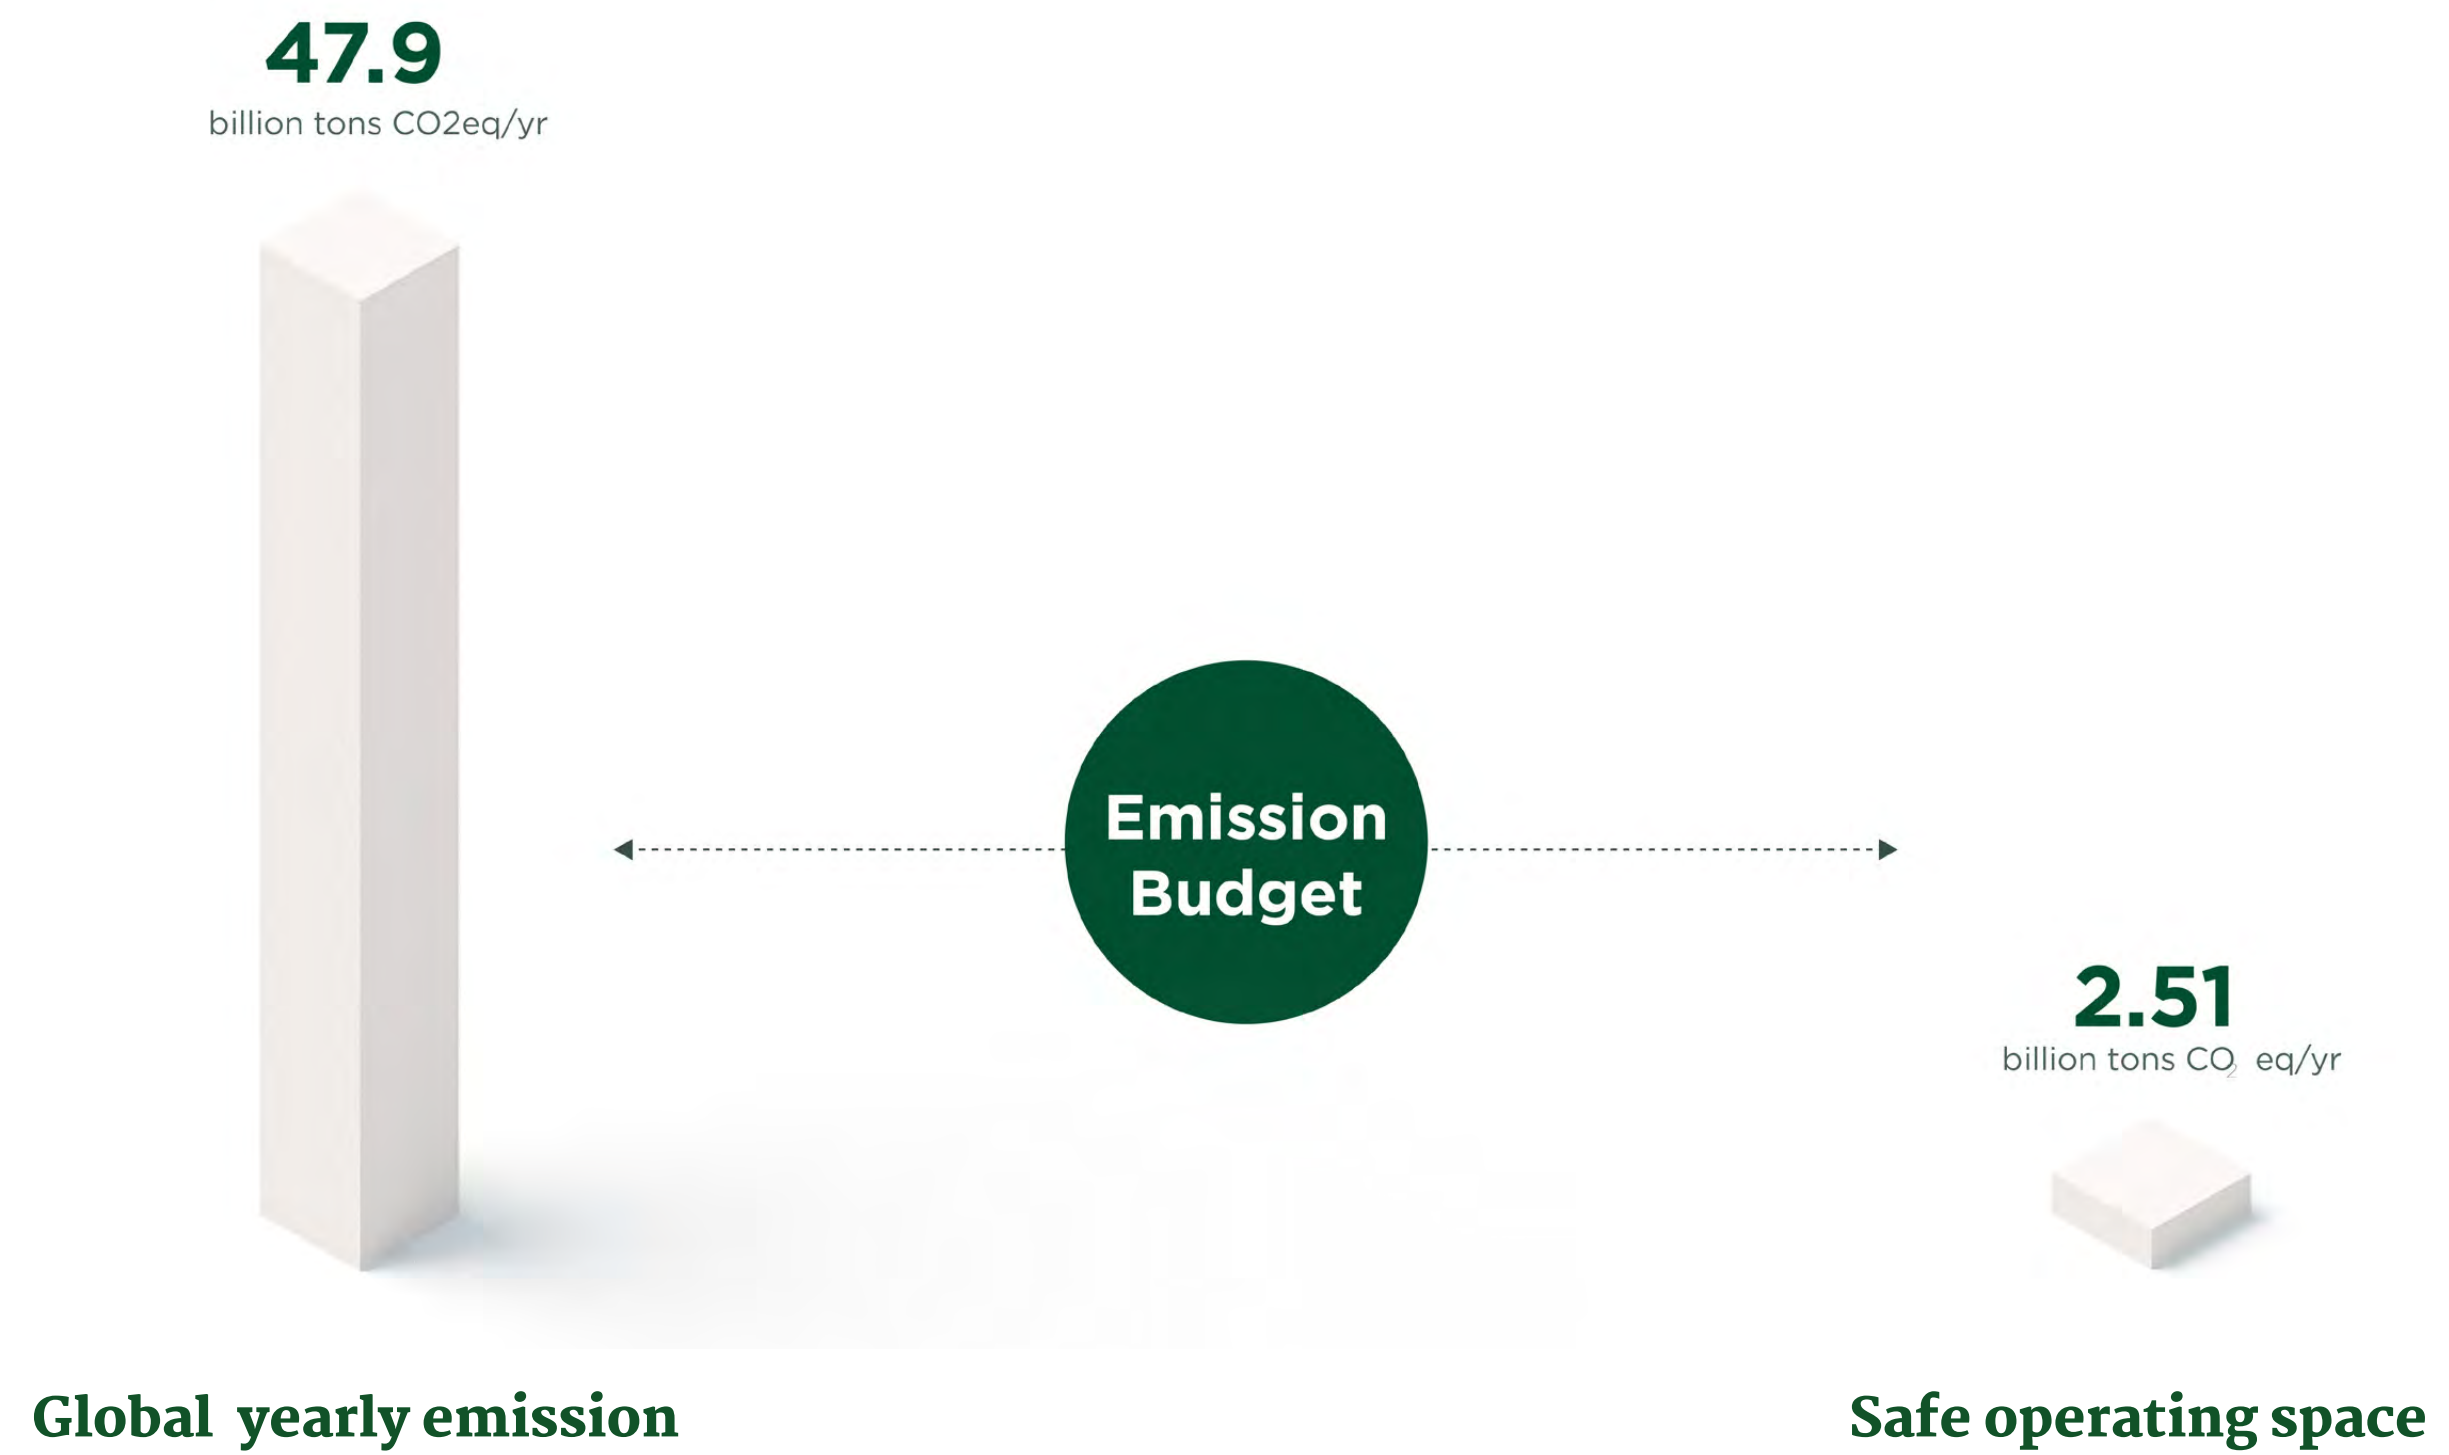 47.9
billion tons CO2eq/yr
Emission
Budget
2.51
billion tons CO₂ eq/yr
Global yearly emission
Safe operating space